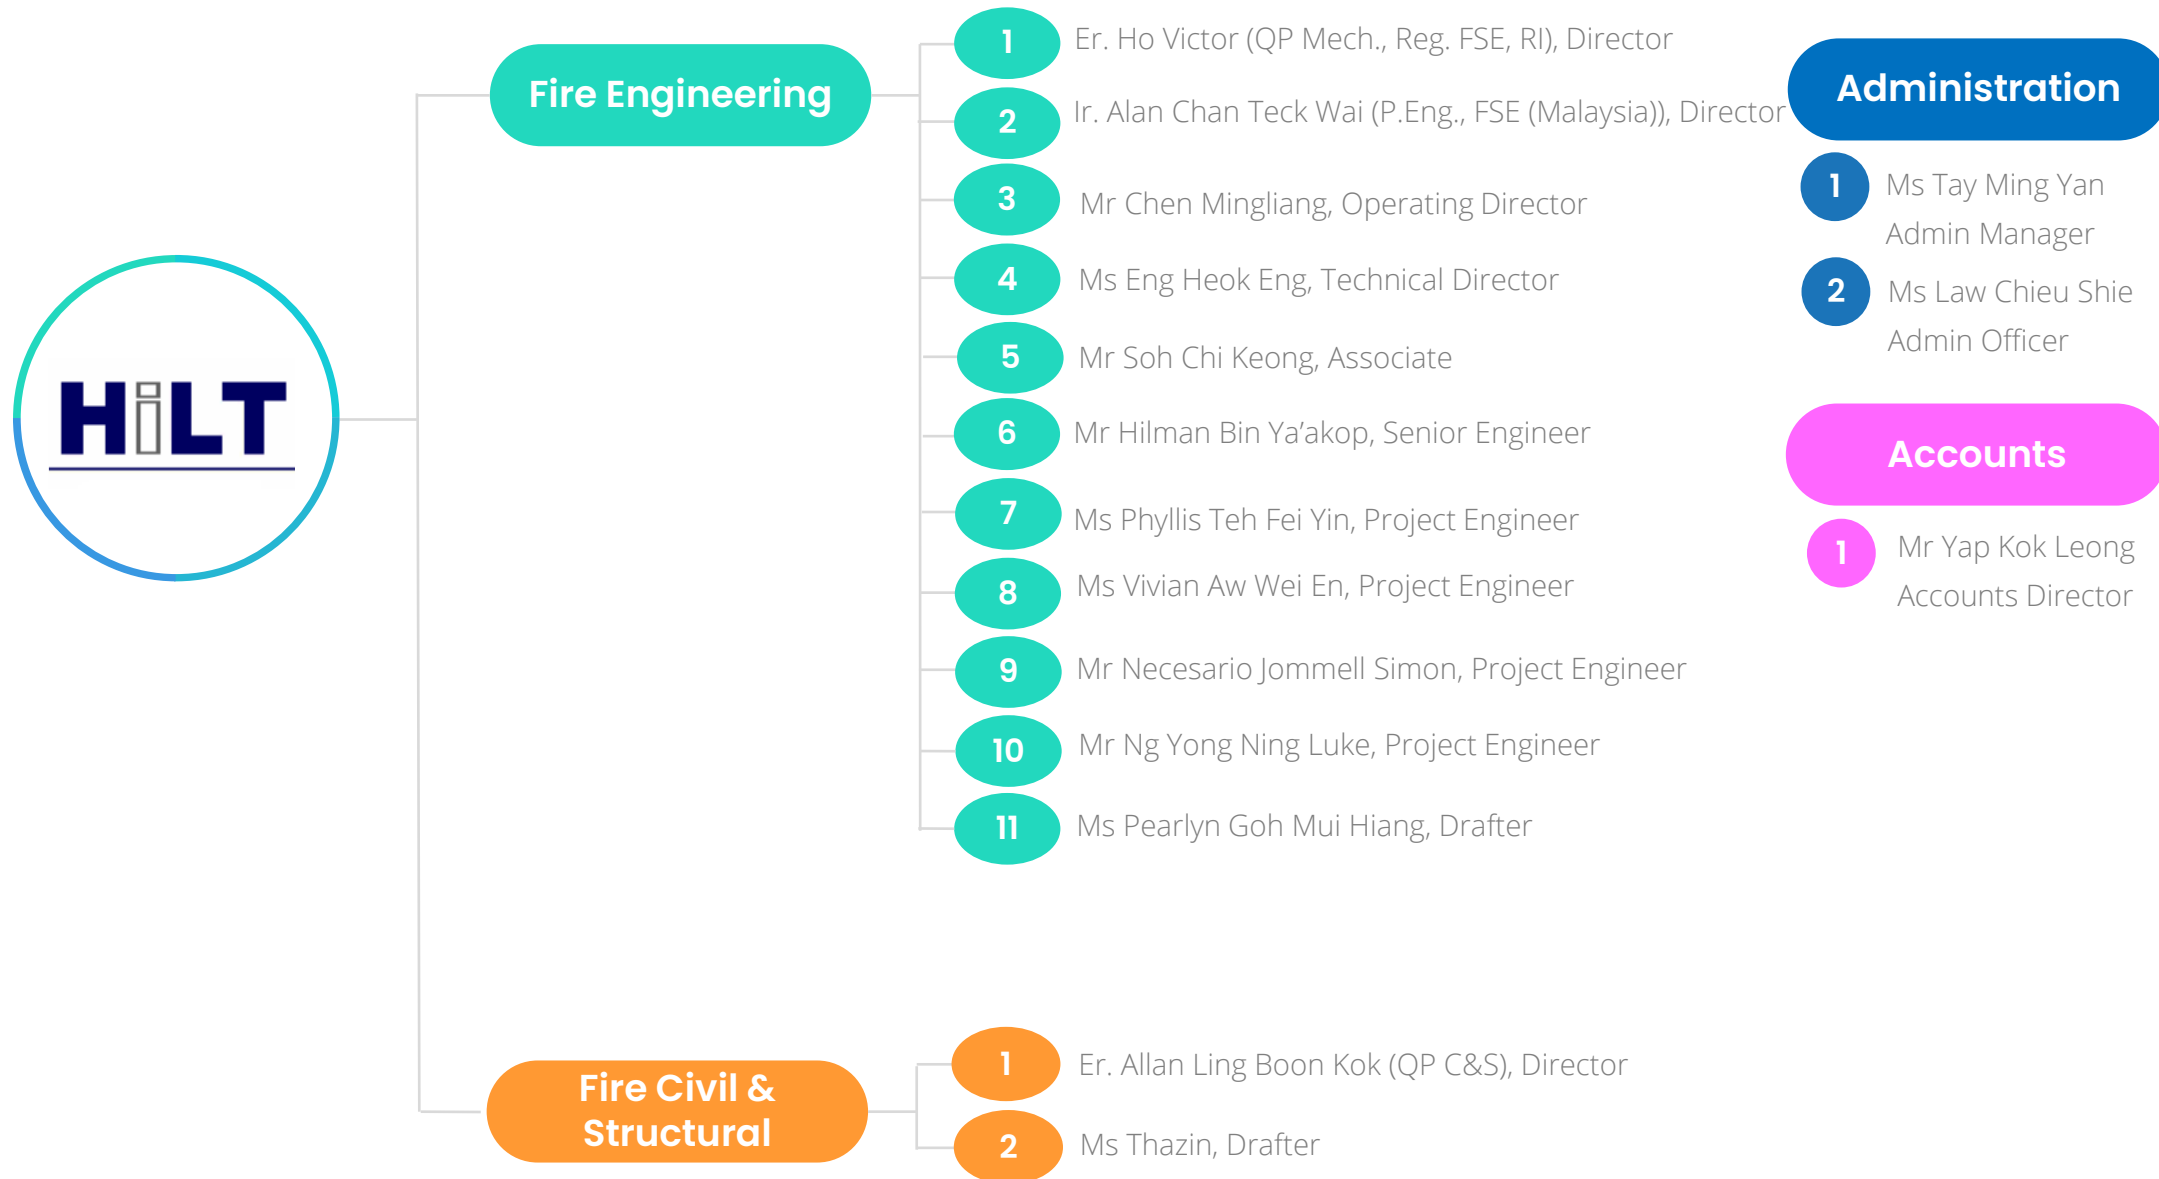 HiLT
Fire Engineering
1
Er. Ho Victor (QP Mech., Reg. FSE, RI), Director
2
Ir. Alan Chan Teck Wai (P.Eng., FSE (Malaysia)), Director
3
Mr Chen Mingliang, Operating Director
4
Ms Eng Heok Eng, Technical Director
5
Mr Soh Chi Keong, Associate
6
Mr Hilman Bin Ya’akop, Senior Engineer
7
Ms Phyllis Teh Fei Yin, Project Engineer
8
Ms Vivian Aw Wei En, Project Engineer
9
Mr Necesario Jommell Simon, Project Engineer
10
Mr Ng Yong Ning Luke, Project Engineer
11
Ms Pearlyn Goh Mui Hiang, Drafter
Fire Civil &
Structural
1
Er. Allan Ling Boon Kok (QP C&S), Director
2
Ms Thazin, Drafter
Administration
1
Ms Tay Ming Yan
Admin Manager
2
Ms Law Chieu Shie
Admin Officer
Accounts
1
Mr Yap Kok Leong
Accounts Director